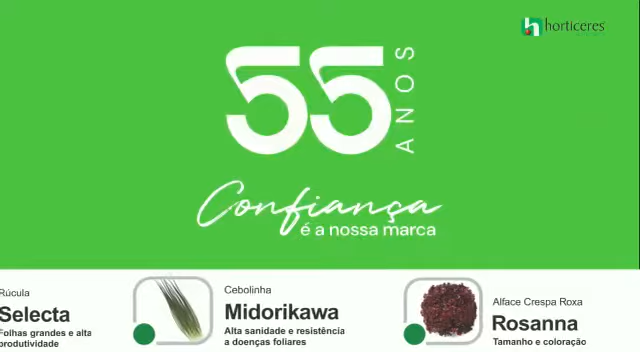 horticeres
55
ANOS
Confiança
é a nossa marca
Rúcula
Selecta
Folhas grandes e alta
produtividade
Cebolinha
Midorikawa
Alta sanidade e resistência
a doenças foliares
Alface Crespa Roxa
Rosanna
Tamanho e coloração